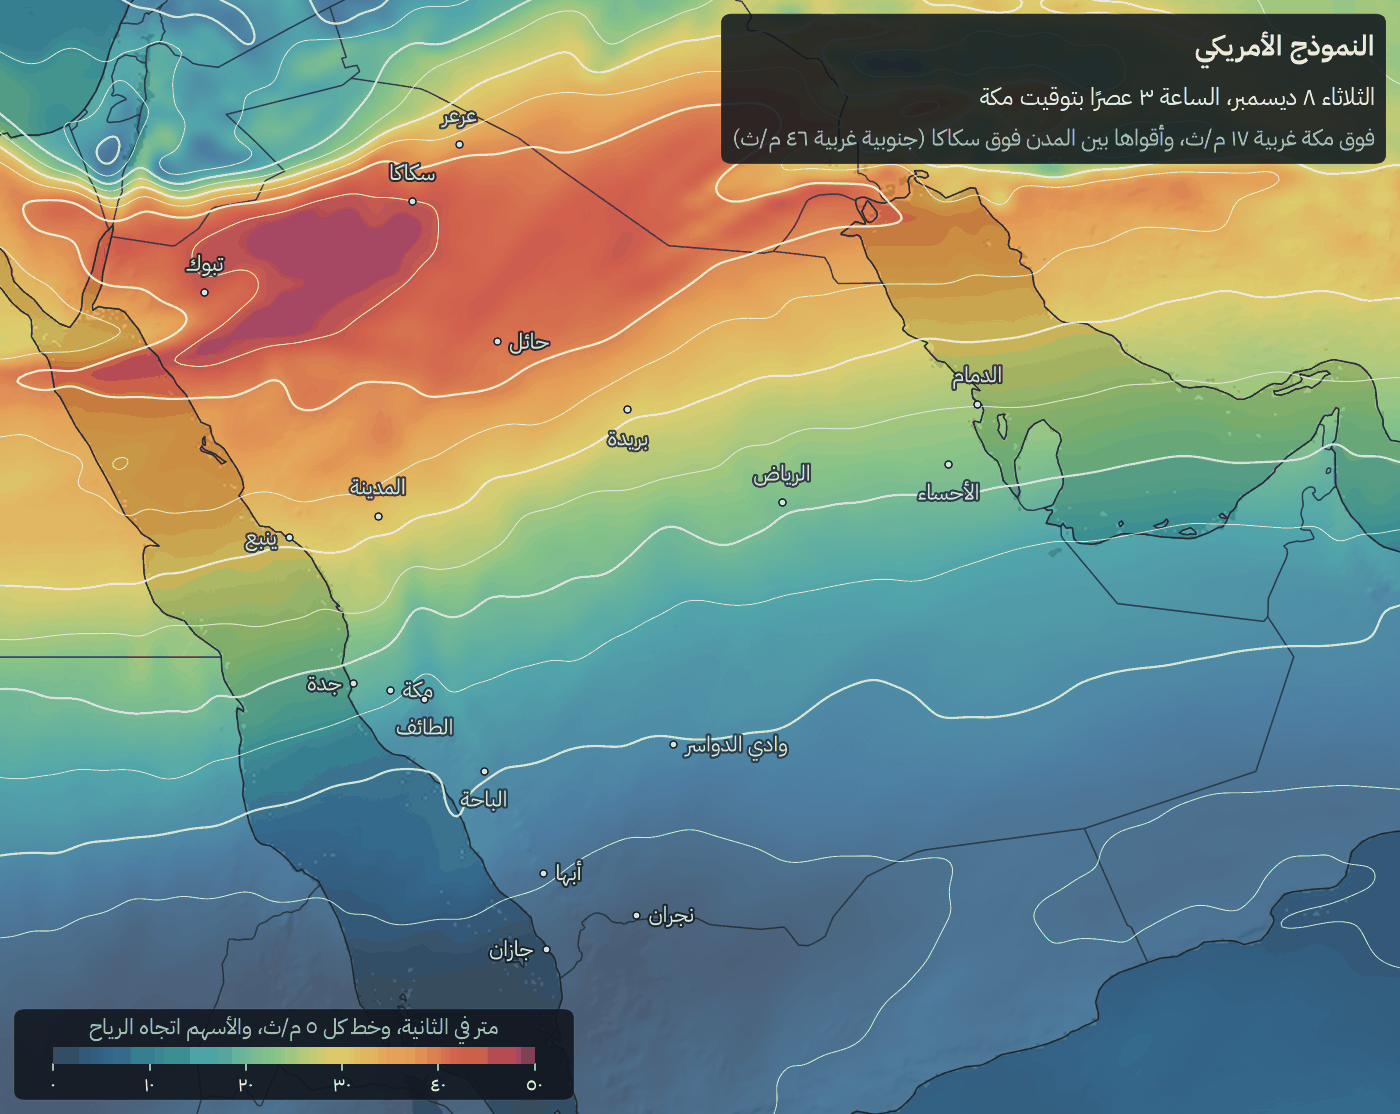 النموذج الأمريكي
الثلاثاء ٨ ديسمبر، الساعة ٣ عصرًا بتوقيت مكة
فوق مكة غربية ١٧ م/ث، وأقواها بين المدن فوق سكاكا (جنوبية غربية ٤٦ م/ث)
عرعر
سكاكا
تبوك
حائل
الدمام
بريدة
الرياض
المدينة
الأحساء
ينبع
جدة
مكة
الطائف
وادي الدواسر
الباحة
أبها
نجران
جازان
متر في الثانية، وخط كل ٥ م/ث، والأسهم اتجاه الرياح
٠ ١٠ ٢٠ ٣٠ ٤٠ ٥٠